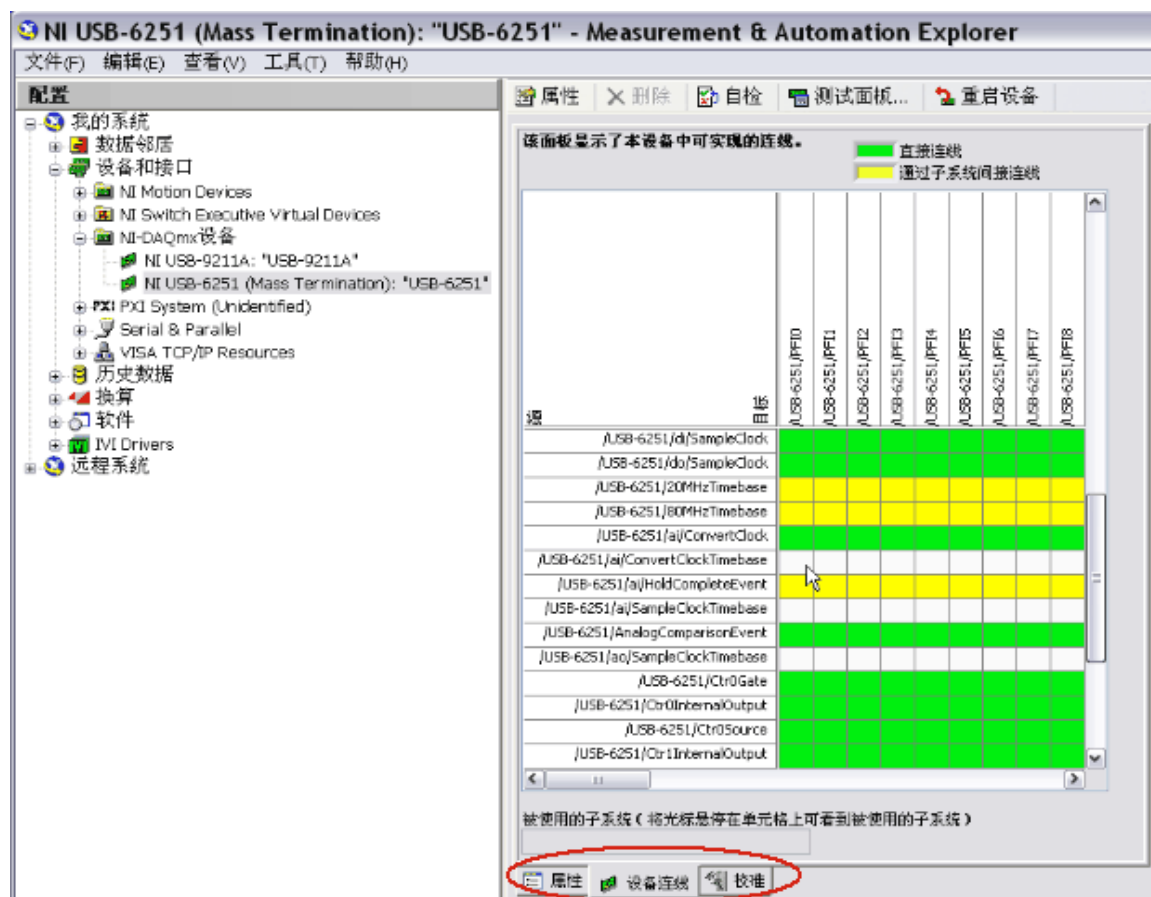 NI USB-6251 (Mass Termination): "USB-6251" - Measurement & Automation Explorer
文件(F) 编辑(E) 查看(V) 工具(T) 帮助(H)
配置
我的系统
数据邻居
设备和接口
NI Motion Devices
NI Switch Executive Virtual Devices
NI-DAQmx设备
NI USB-9211A: "USB-9211A"
NI USB-6251 (Mass Termination): "USB-6251"
PXI PXI System (Unidentified)
Serial & Parallel
VISA TCP/IP Resources
历史数据
换算
软件
IVI Drivers
远程系统
属性 删除 自检 测试面板... 重启设备
该面板显示了本设备中可实现的连线。
直接连线
通过子系统间接连线
源 目标
/USB-6251/PFI0
/USB-6251/PFI1
/USB-6251/PFI2
/USB-6251/PFI3
/USB-6251/PFI4
/USB-6251/PFI5
/USB-6251/PFI6
/USB-6251/PFI7
/USB-6251/PFI8
/USB-6251/di/SampleClock
/USB-6251/do/SampleClock
/USB-6251/20MHzTimebase
/USB-6251/80MHzTimebase
/USB-6251/ai/ConvertClock
/USB-6251/ai/ConvertClockTimebase
/USB-6251/ai/HoldCompleteEvent
/USB-6251/ai/SampleClockTimebase
/USB-6251/AnalogComparisonEvent
/USB-6251/ao/SampleClockTimebase
/USB-6251/Ctr0Gate
/USB-6251/Ctr0InternalOutput
/USB-6251/Ctr0Source
/USB-6251/Ctr1InternalOutput
被使用的子系统(将光标悬停在单元格上可看到被使用的子系统)
属性 设备连线 校准